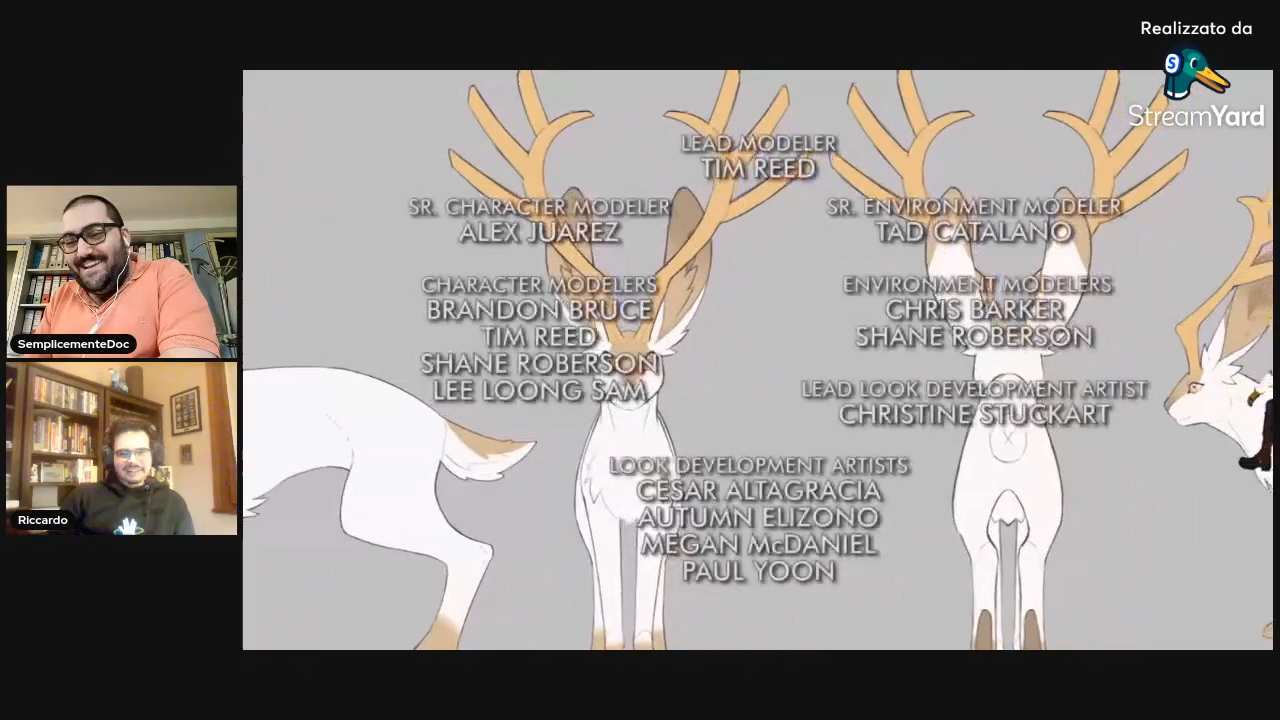 Realizzato da
StreamYard
LEAD MODELER
TIM REED
SR. CHARACTER MODELER
ALEX JUAREZ
SR. ENVIRONMENT MODELER
TAD CATALANO
CHARACTER MODELERS
BRANDON BRUCE
TIM REED
SHANE ROBERSON
LEE LOONG SAM
ENVIRONMENT MODELERS
CHRIS BARKER
SHANE ROBERSON
LEAD LOOK DEVELOPMENT ARTIST
CHRISTINE STUCKART
LOOK DEVELOPMENT ARTISTS
CESAR ALTAGRACIA
AUTUMN ELIZONO
MEGAN McDANIEL
PAUL YOON
SemplicementeDoc
Riccardo